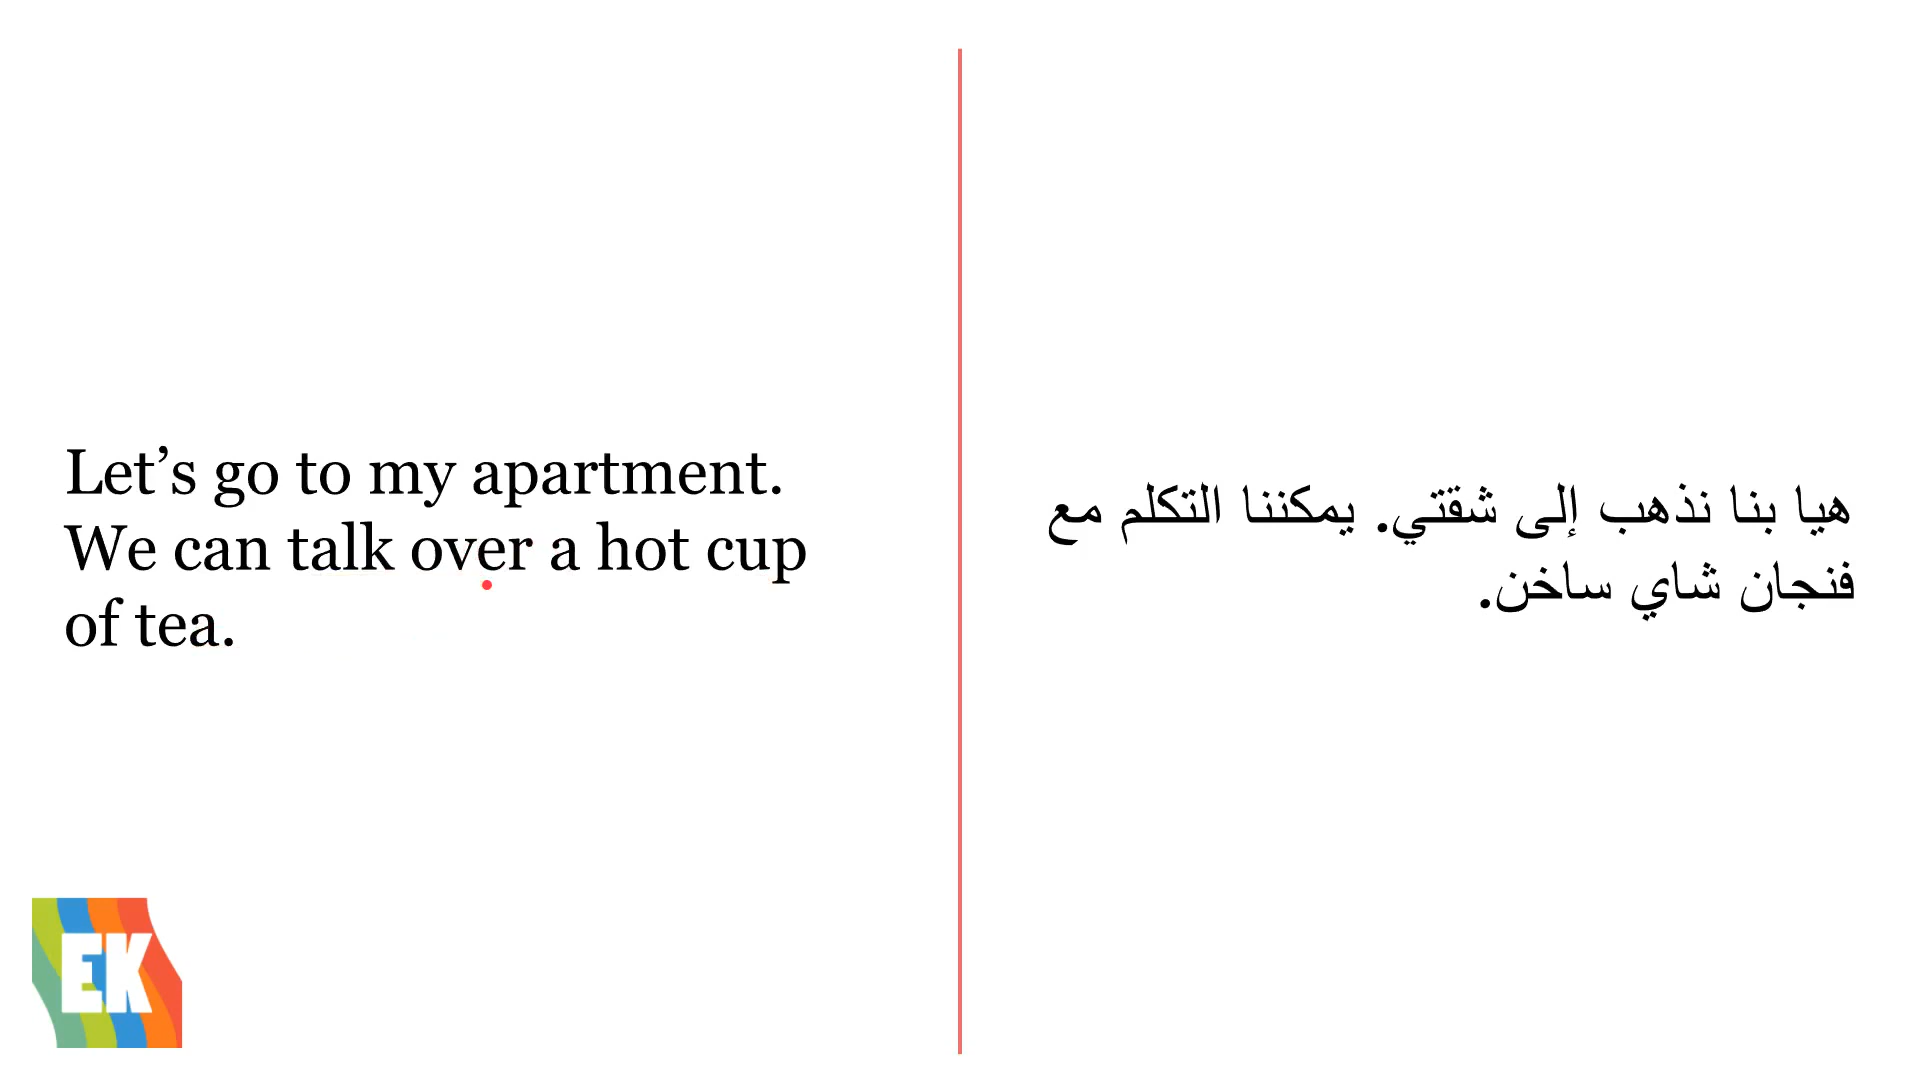 Let’s go to my apartment.
We can talk over a hot cup
of tea.
هيا بنا نذهب إلى شقتي. يمكننا التكلم مع
فنجان شاي ساخن.
EK